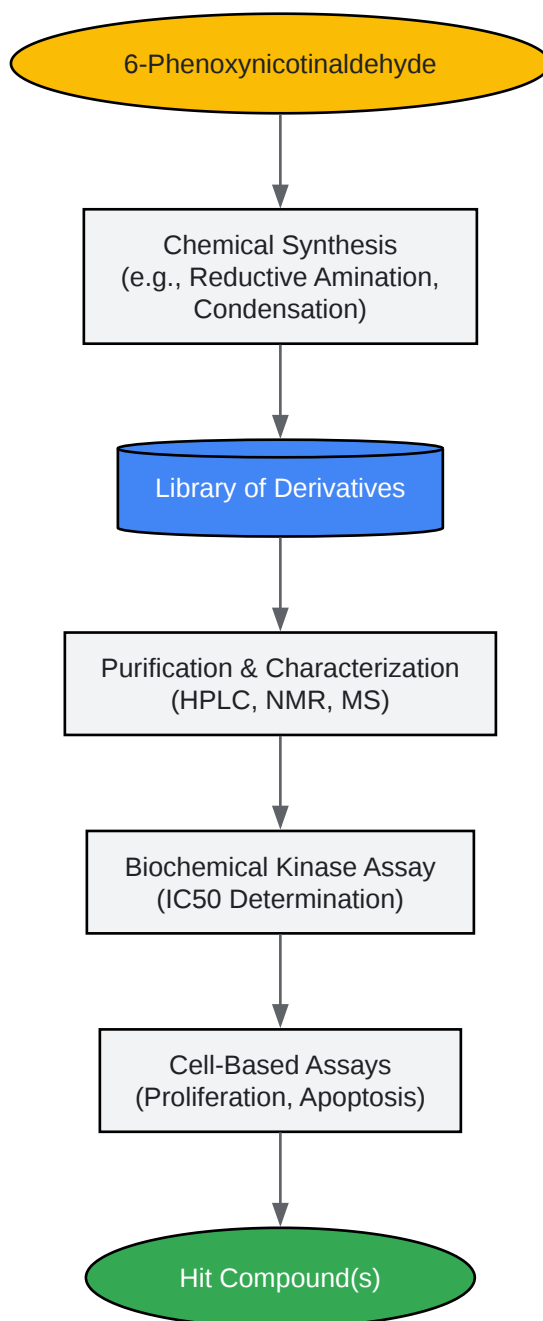 6-Phenoxynicotinaldehyde
Chemical Synthesis
(e.g., Reductive Amination,
Condensation)
Library of Derivatives
Purification & Characterization
(HPLC, NMR, MS)
Biochemical Kinase Assay
(IC50 Determination)
Cell-Based Assays
(Proliferation, Apoptosis)
Hit Compound(s)